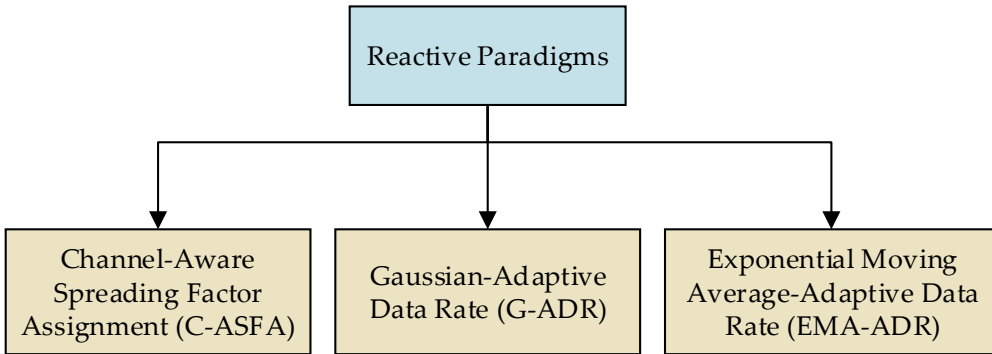 Reactive Paradigms
Channel-Aware
Spreading Factor
Assignment (C-ASFA)
Gaussian-Adaptive
Data Rate (G-ADR)
Exponential Moving
Average-Adaptive Data
Rate (EMA-ADR)